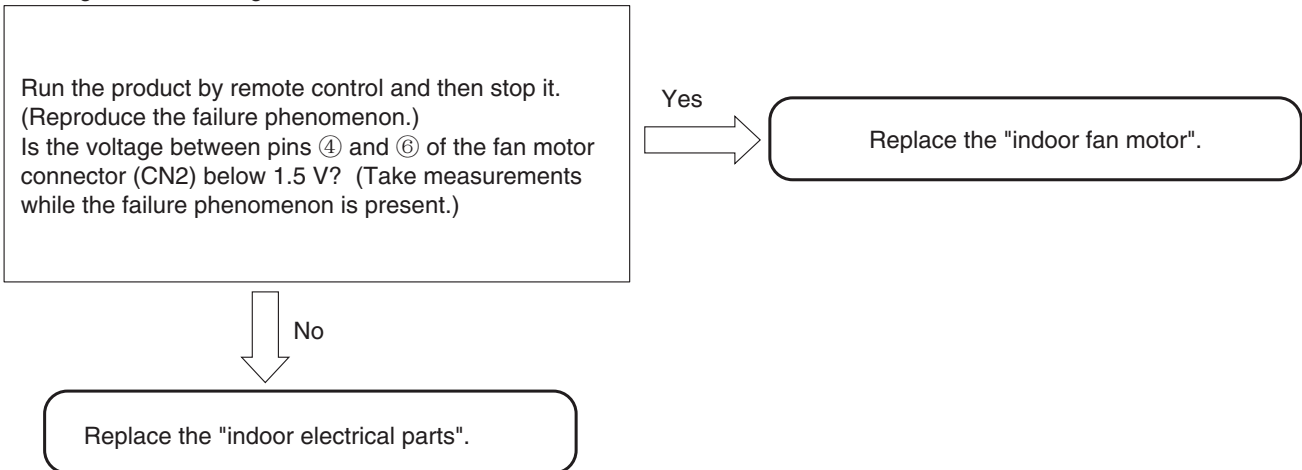 Run the product by remote control and then stop it.
(Reproduce the failure phenomenon.)
Is the voltage between pins ④ and ⑥ of the fan motor
connector (CN2) below 1.5 V? (Take measurements
while the failure phenomenon is present.)
Yes
Replace the "indoor fan motor".
No
Replace the "indoor electrical parts".